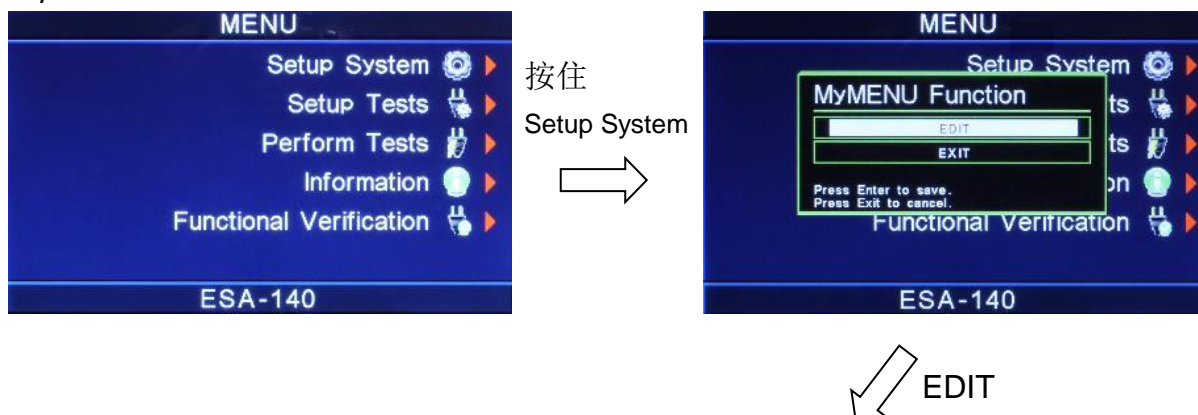 MENU
Setup System
Setup Tests
Perform Tests
Information
Functional Verification
ESA-140
按住
Setup System
MENU
Setup System
MyMENU Function
ts
EDIT
ts
EXIT
on
Press Enter to save.
Press Exit to cancel.
Functional Verification
ESA-140
EDIT